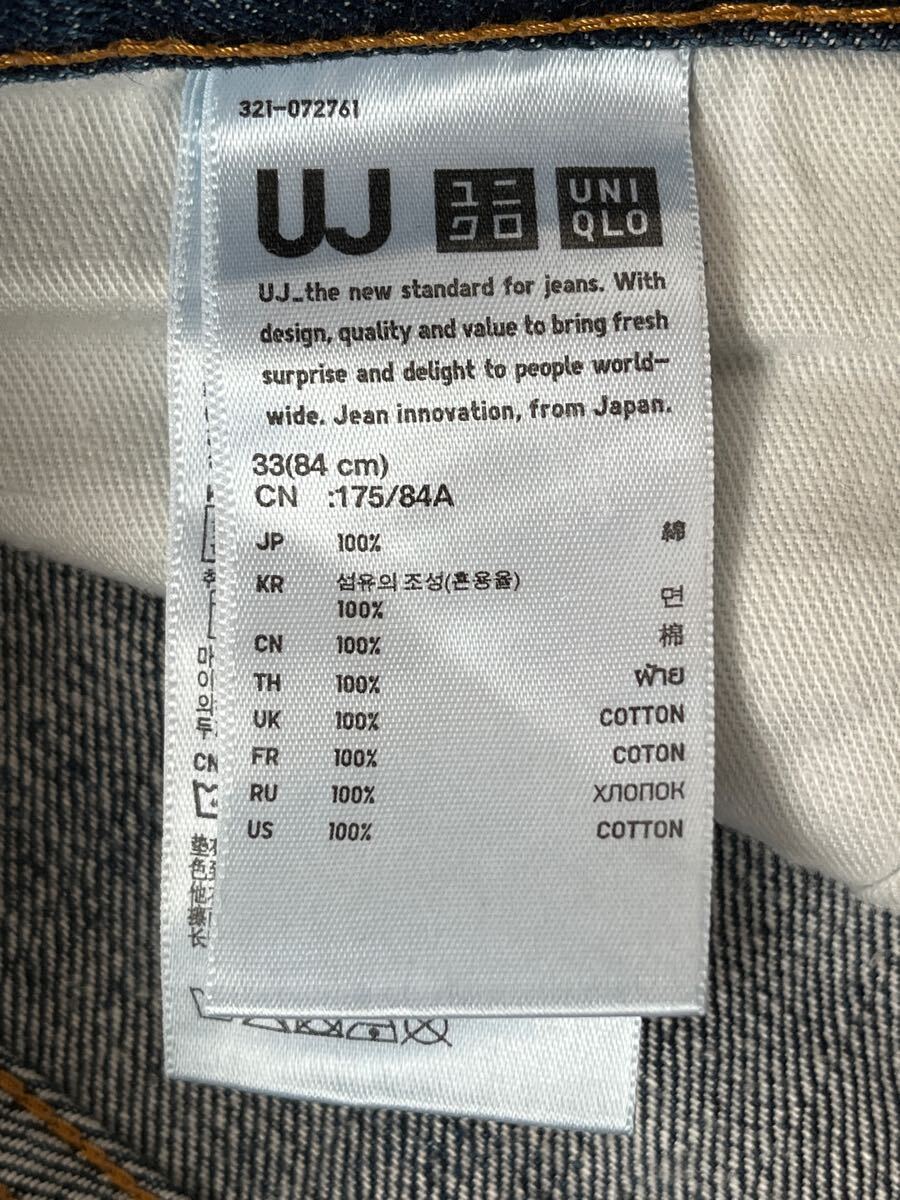 321-072761
UJ ユニクロ UNIQLO
UJ_the new standard for jeans. With
design, quality and value to bring fresh
surprise and delight to people world-
wide. Jean innovation, from Japan.
33(84 cm)
CN :175/84A
JP 100% 綿
KR 섬유의 조성(혼용율)
100% 면
CN 100% 棉
TH 100% ฝ้าย
UK 100% COTTON
FR 100% COTON
RU 100% ХЛОПОК
US 100% COTTON
CN